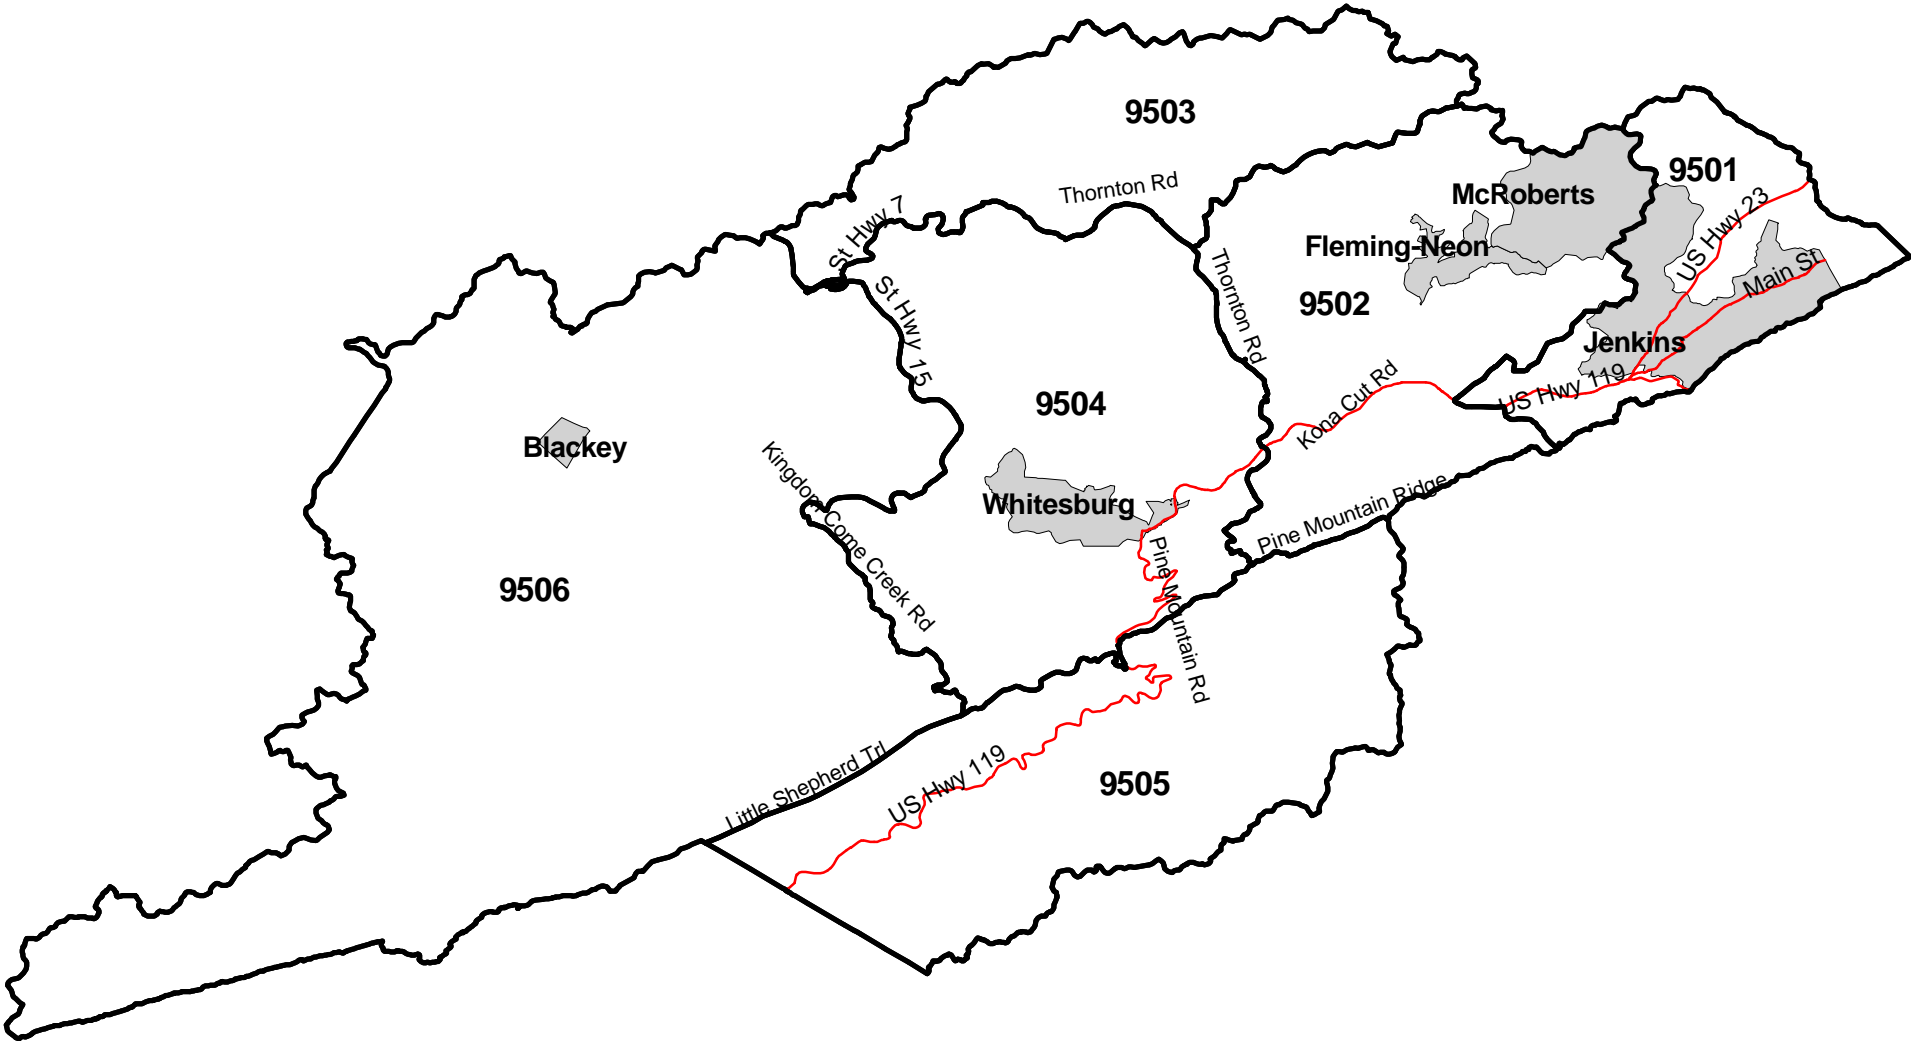 9503
9501
McRoberts
Thornton Rd
St Hwy 7
US Hwy 23
Fleming-Neon
Main St
9502
Thornton Rd
St Hwy 15
Jenkins
US Hwy 119
9504
Kona Cut Rd
Blackey
Kingdom Come Creek Rd
Whitesburg
Pine Mountain Ridge
9506
Pine Mountain Rd
Little Shepherd Trl
US Hwy 119
9505